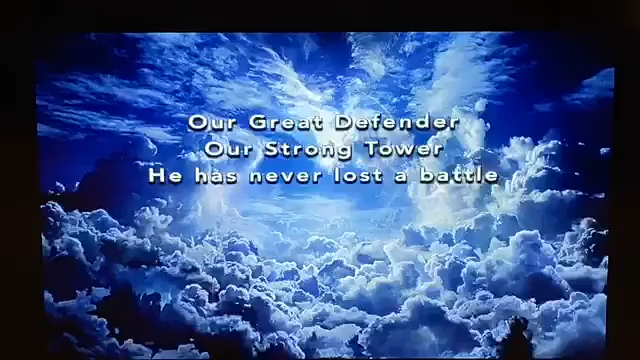 Our Great Defender
Our Strong Tower
He has never lost a battle